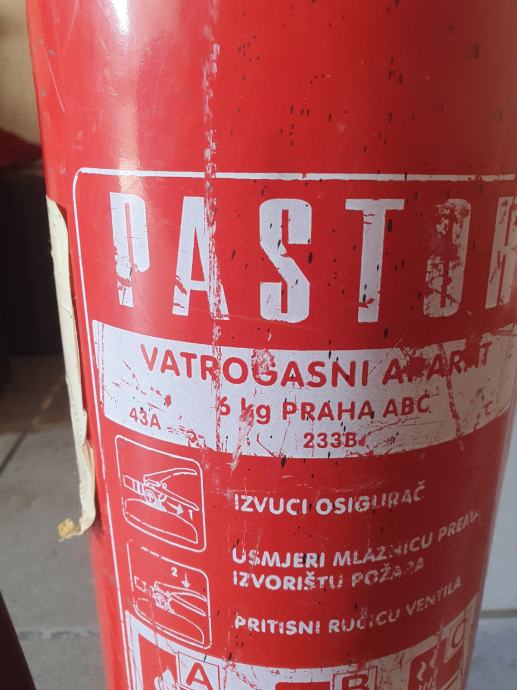 PASTOR
VATROGASNI APARAT
6 kg PRAHA ABC
43A 233B C
IZVUCI OSIGURAČ
USMJERI MLAZNICU PREMA
IZVORIŠTU POŽARA
2
PRITISNI RUČICU VENTILA
A B C